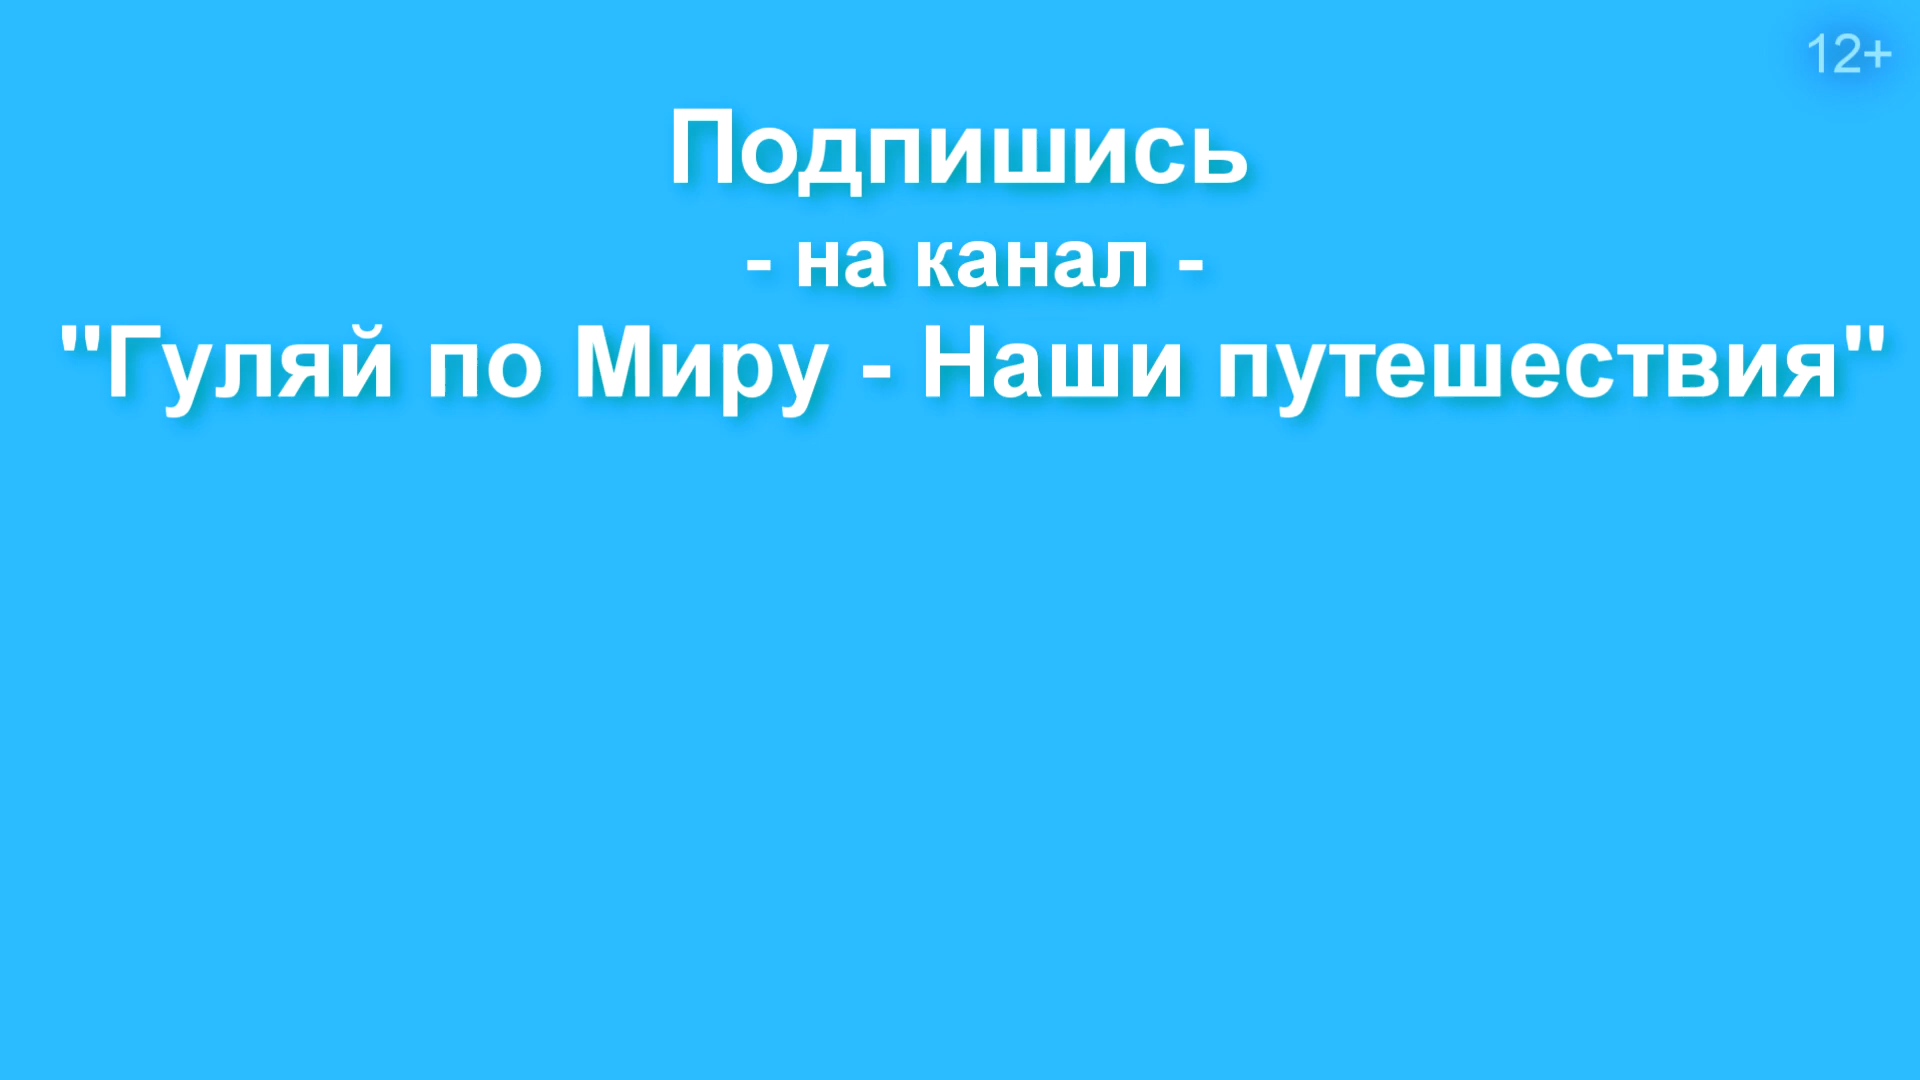 12+
Подпишись
- на канал -
"Гуляй по Миру - Наши путешествия"